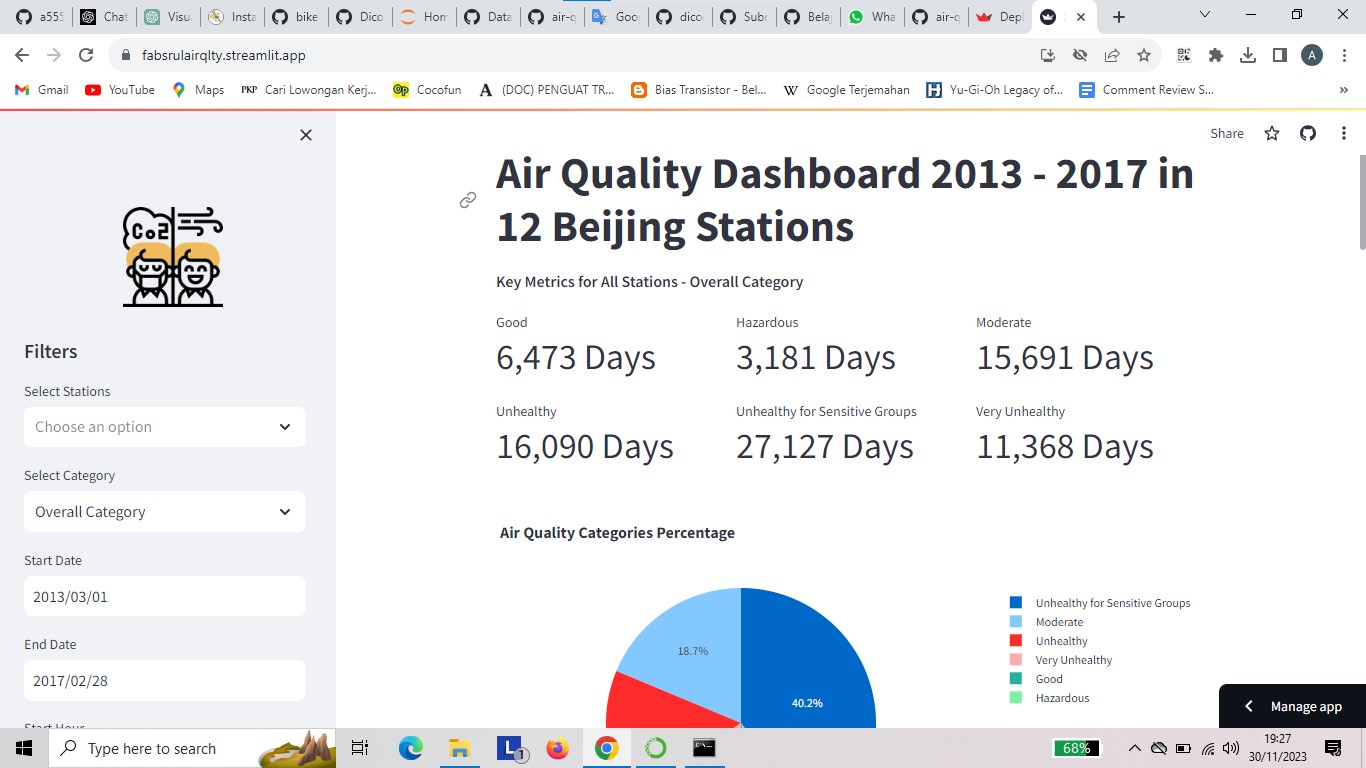 a555
Chat
Visu
Insta
bike
Dico
Hom
Data
air-q
Goo
dico
Subr
Bela
Wha
air-q
Depl
fabsrulairqlty.streamlit.app
A
Gmail
YouTube
Maps
PKP Cari Lowongan Kerj...
Cocofun
(DOC) PENGUAT TR...
Bias Transistor - Bel...
Google Terjemahan
Yu-Gi-Oh Legacy of...
Comment Review S...
Share
Co2
Air Quality Dashboard 2013 - 2017 in
12 Beijing Stations
Key Metrics for All Stations - Overall Category
Good
Hazardous
Moderate
6,473 Days
3,181 Days
15,691 Days
Unhealthy
Unhealthy for Sensitive Groups
Very Unhealthy
16,090 Days
27,127 Days
11,368 Days
Filters
Select Stations
Choose an option
Select Category
Overall Category
Start Date
2013/03/01
End Date
2017/02/28
Start Hour
Air Quality Categories Percentage
18.7%
40.2%
Unhealthy for Sensitive Groups
Moderate
Unhealthy
Very Unhealthy
Good
Hazardous
Manage app
Type here to search
L
1
68%
19:27
30/11/2023